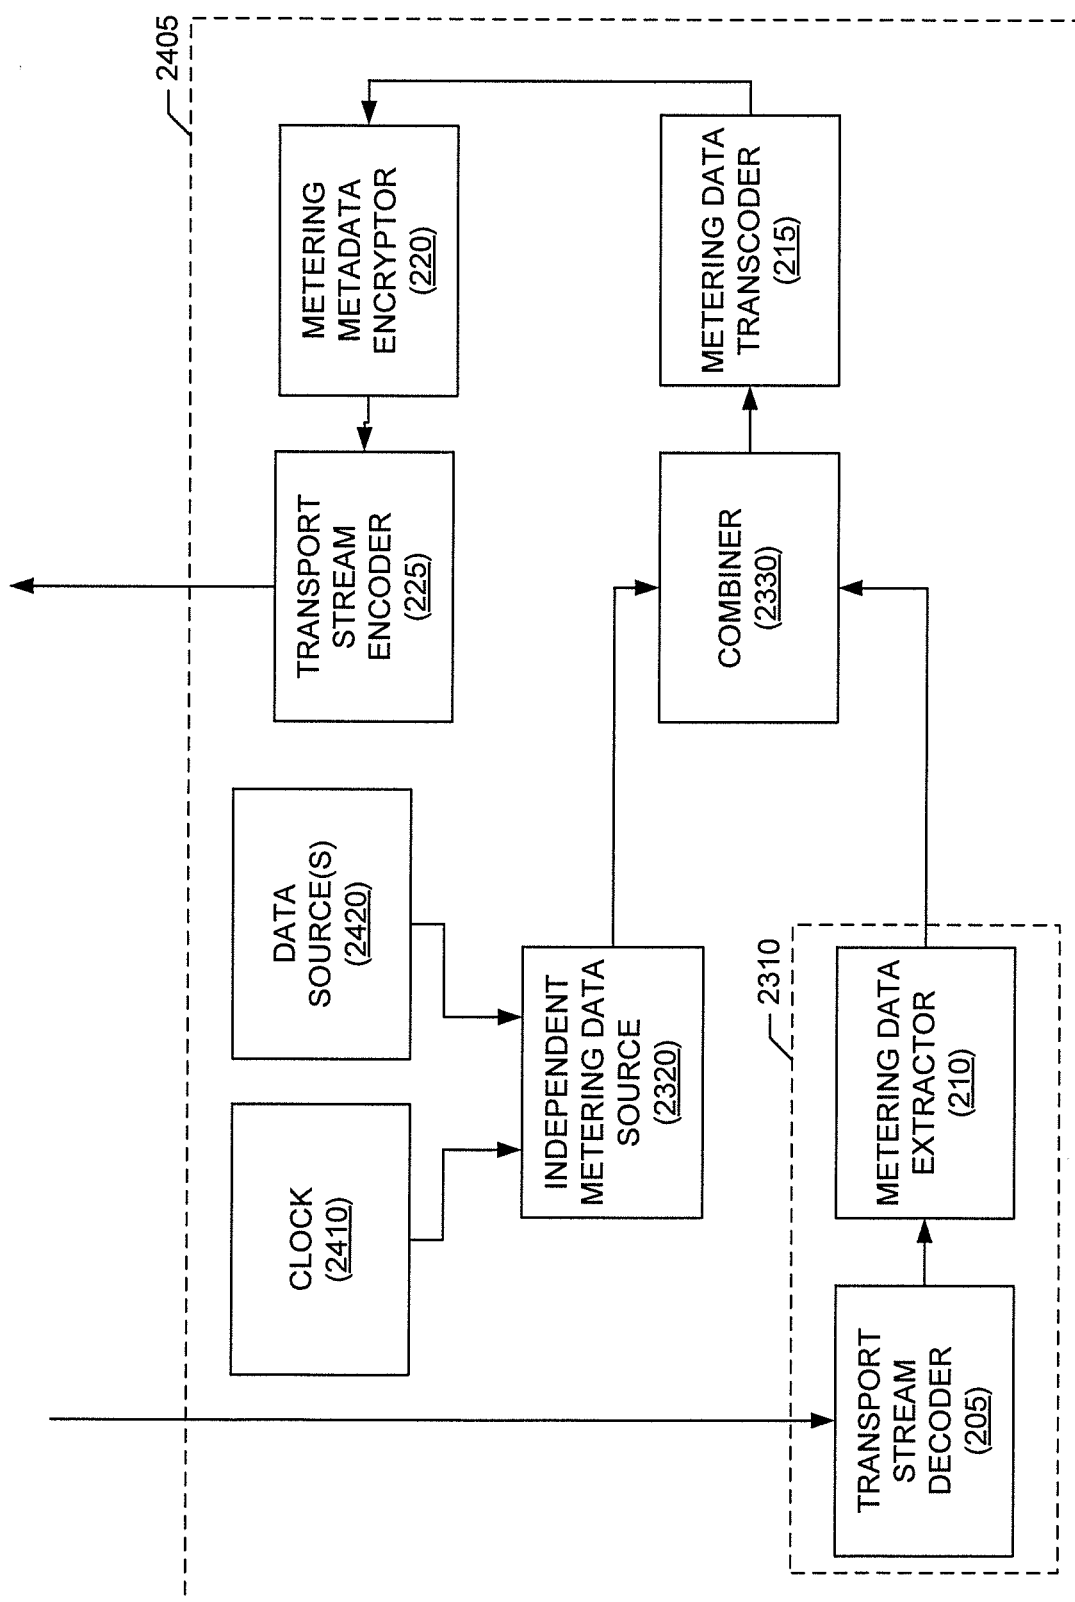 2405
CLOCK
(2410)
DATA
SOURCE(S)
(2420)
TRANSPORT
STREAM
ENCODER
(225)
METERING
METADATA
ENCRYPTOR
(220)
INDEPENDENT
METERING DATA
SOURCE
(2320)
COMBINER
(2330)
METERING DATA
TRANSCODER
(215)
2310
TRANSPORT
STREAM
DECODER
(205)
METERING DATA
EXTRACTOR
(210)